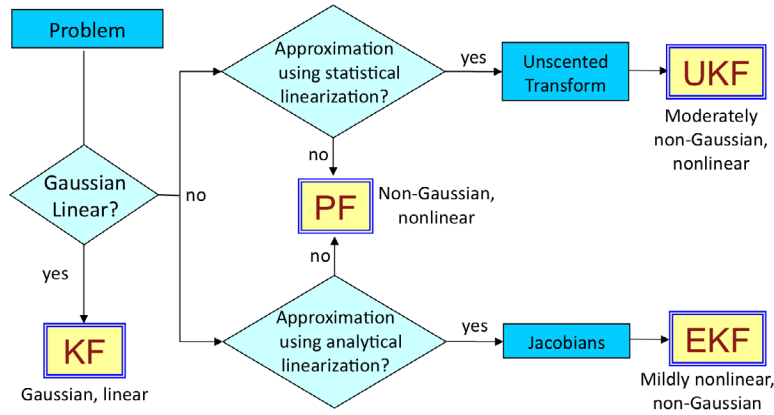 Problem
Approximation
using statistical
linearization?
yes
Unscented
Transform
UKF
Moderately
non-Gaussian,
nonlinear
no
Gaussian
Linear?
no
PF
Non-Gaussian,
nonlinear
yes
no
KF
Gaussian, linear
Approximation
using analytical
linearization?
yes
Jacobians
EKF
Mildly nonlinear,
non-Gaussian